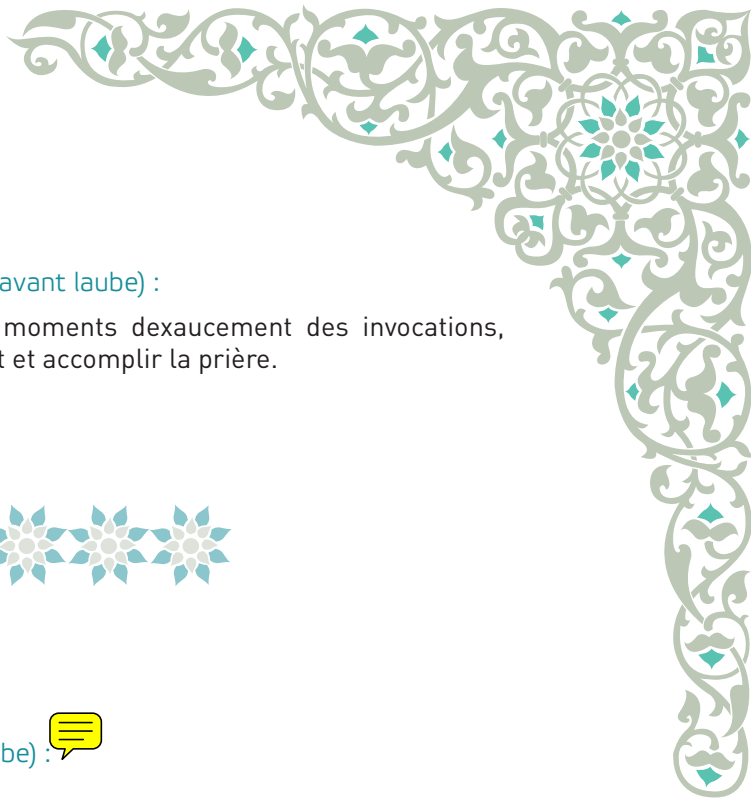 avant laube) :
moments dexaucement des invocations,
t et accomplir la prière.
be) :